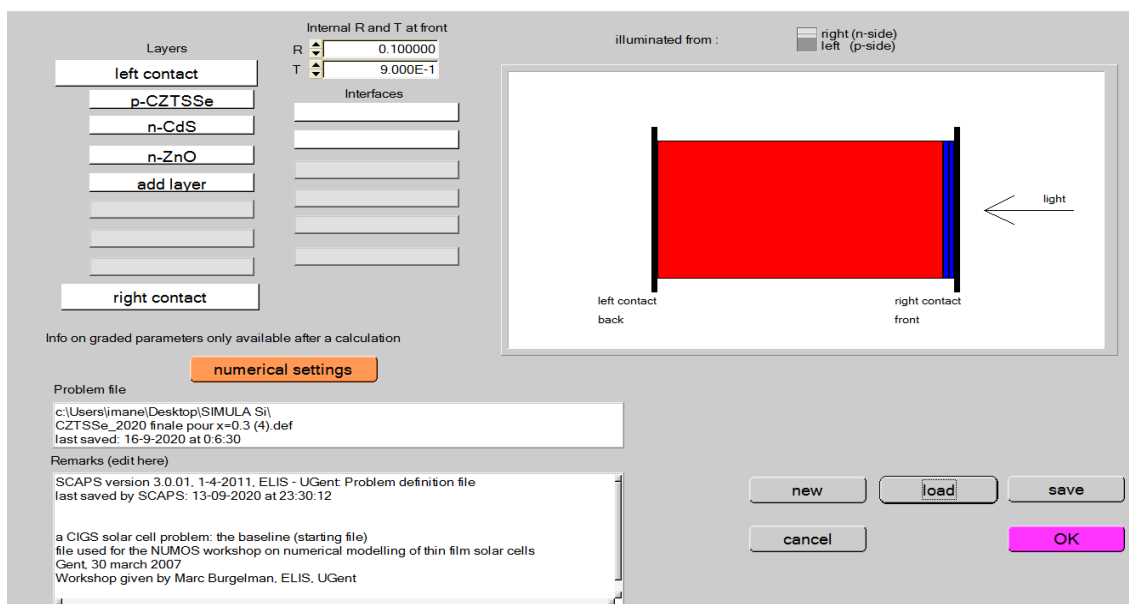 Layers
left contact
p-CZTSSe
n-CdS
n-ZnO
add layer
right contact
Internal R and T at front
R 0.100000
T 9.000E-1
Interfaces
illuminated from :
right (n-side)
left (p-side)
light
left contact
back
right contact
front
Info on graded parameters only available after a calculation
numerical settings
Problem file
c:\Users\imane\Desktop\SIMULA Si\
CZTSSe_2020 finale pour x=0.3 (4).def
last saved: 16-9-2020 at 0:6:30
Remarks (edit here)
SCAPS version 3.0.01, 1-4-2011, ELIS - UGent: Problem definition file
last saved by SCAPS: 13-09-2020 at 23:30:12
a CIGS solar cell problem: the baseline (starting file)
file used for the NUMOS workshop on numerical modelling of thin film solar cells
Gent, 30 march 2007
Workshop given by Marc Burgelman, ELIS, UGent
new
load
save
cancel
OK